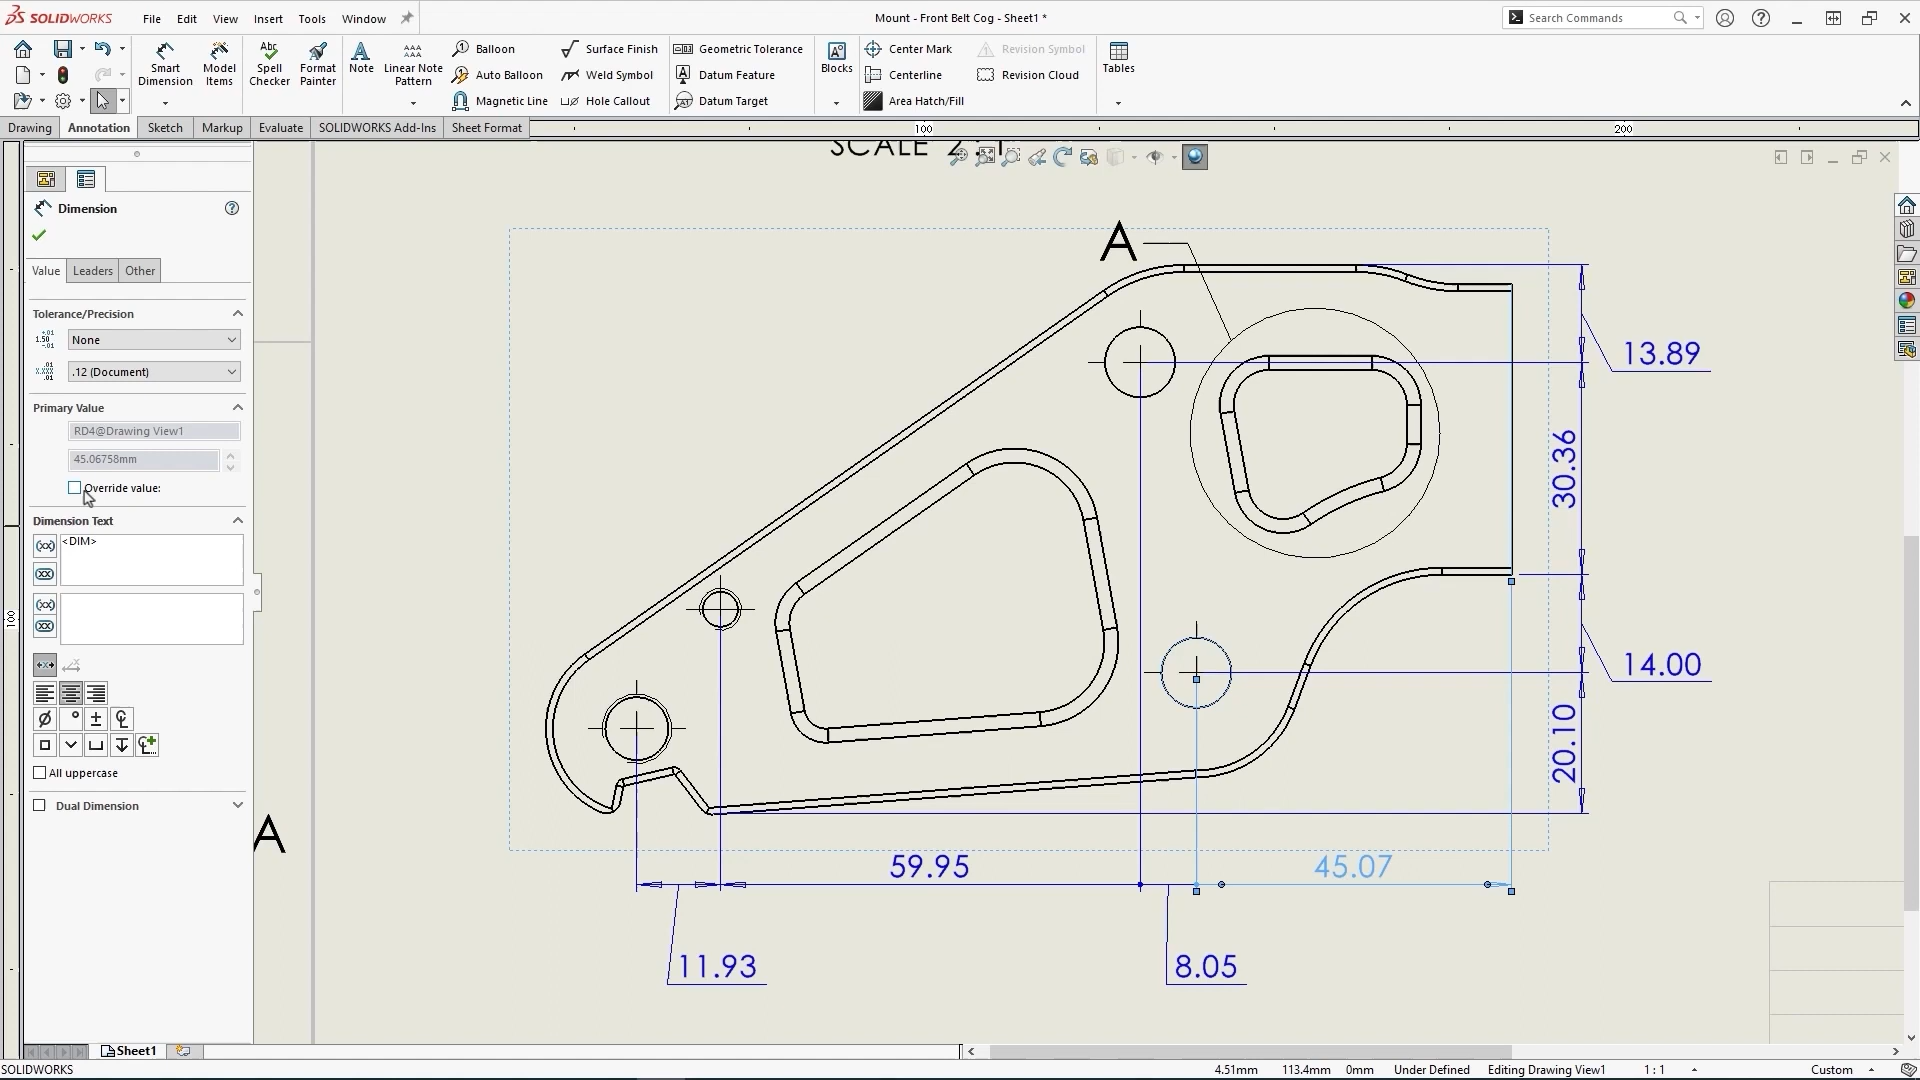 SOLIDWORKS File Edit View Insert Tools Window Mount - Front Belt Cog - Sheet1 * Search Commands
Smart Dimension
Model Items
Spell Checker
Format Painter
Note
Linear Note Pattern
Balloon
Auto Balloon
Magnetic Line
Surface Finish
Weld Symbol
Hole Callout
Geometric Tolerance
Datum Feature
Datum Target
Blocks
Center Mark
Centerline
Area Hatch/Fill
Revision Symbol
Revision Cloud
Tables
Drawing Annotation Sketch Markup Evaluate SOLIDWORKS Add-Ins Sheet Format
100 200
100
Dimension
Value Leaders Other
Tolerance/Precision
None
.12 (Document)
Primary Value
RD4@Drawing View1
45.06758mm
Override value:
Dimension Text
<DIM>
All uppercase
Dual Dimension
SCALE 2:1
A
A
13.89
30.36
14.00
20.10
59.95
45.07
11.93
8.05
Sheet1
SOLIDWORKS 4.51mm 113.4mm 0mm Under Defined Editing Drawing View1 1 : 1 Custom